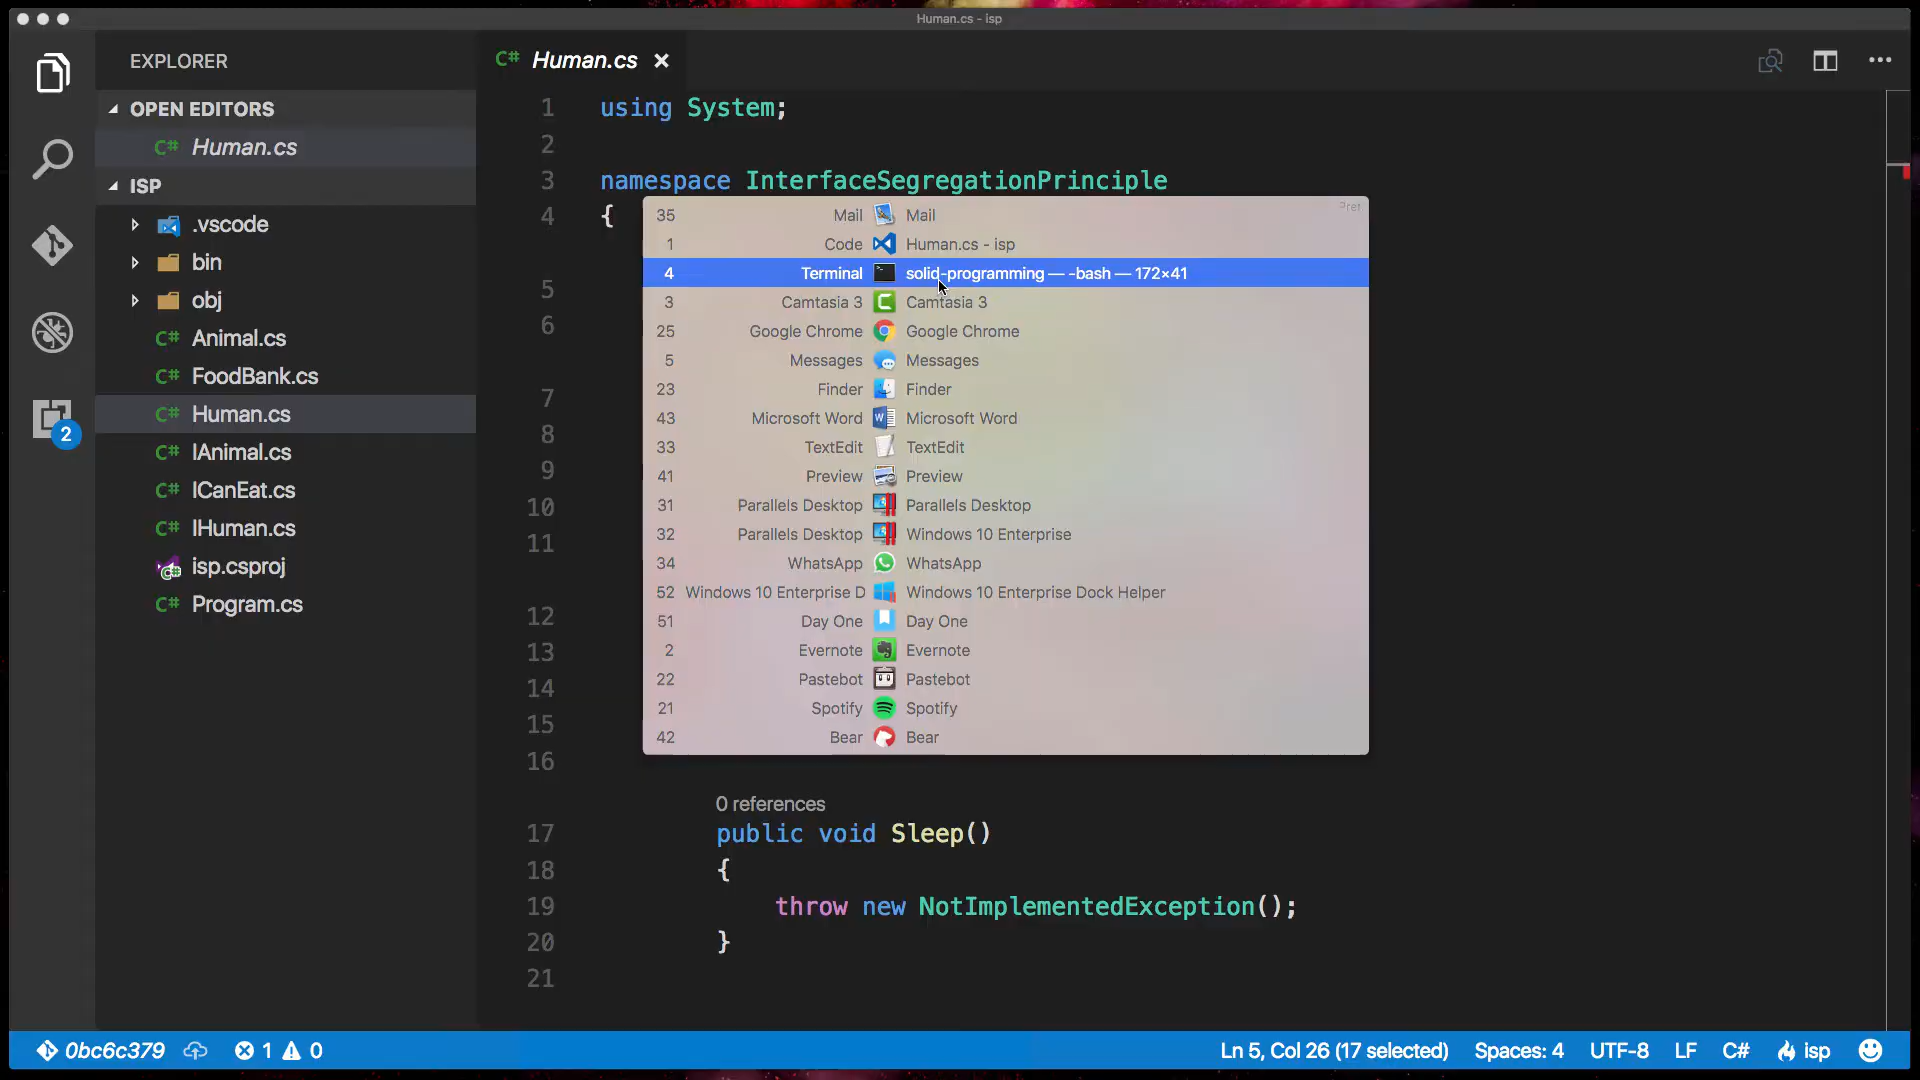 Human.cs - isp
EXPLORER
OPEN EDITORS
C# Human.cs
ISP
.vscode
bin
obj
C# Animal.cs
C# FoodBank.cs
C# Human.cs
C# IAnimal.cs
C# ICanEat.cs
C# IHuman.cs
isp.csproj
C# Program.cs
2
C# Human.cs
1 using System;
2
3 namespace InterfaceSegregationPrinciple
4 {
5
6
7
8
9
10
11
12
13
14
15
16
Pref
35 Mail Mail
1 Code Human.cs - isp
4 Terminal solid-programming — -bash — 172×41
3 Camtasia 3 Camtasia 3
25 Google Chrome Google Chrome
5 Messages Messages
23 Finder Finder
43 Microsoft Word Microsoft Word
33 TextEdit TextEdit
41 Preview Preview
31 Parallels Desktop Parallels Desktop
32 Parallels Desktop Windows 10 Enterprise
34 WhatsApp WhatsApp
52 Windows 10 Enterprise D Windows 10 Enterprise Dock Helper
51 Day One Day One
2 Evernote Evernote
22 Pastebot Pastebot
21 Spotify Spotify
42 Bear Bear
0 references
17 public void Sleep()
18 {
19 throw new NotImplementedException();
20 }
21
0bc6c379 1 0 Ln 5, Col 26 (17 selected) Spaces: 4 UTF-8 LF C# isp